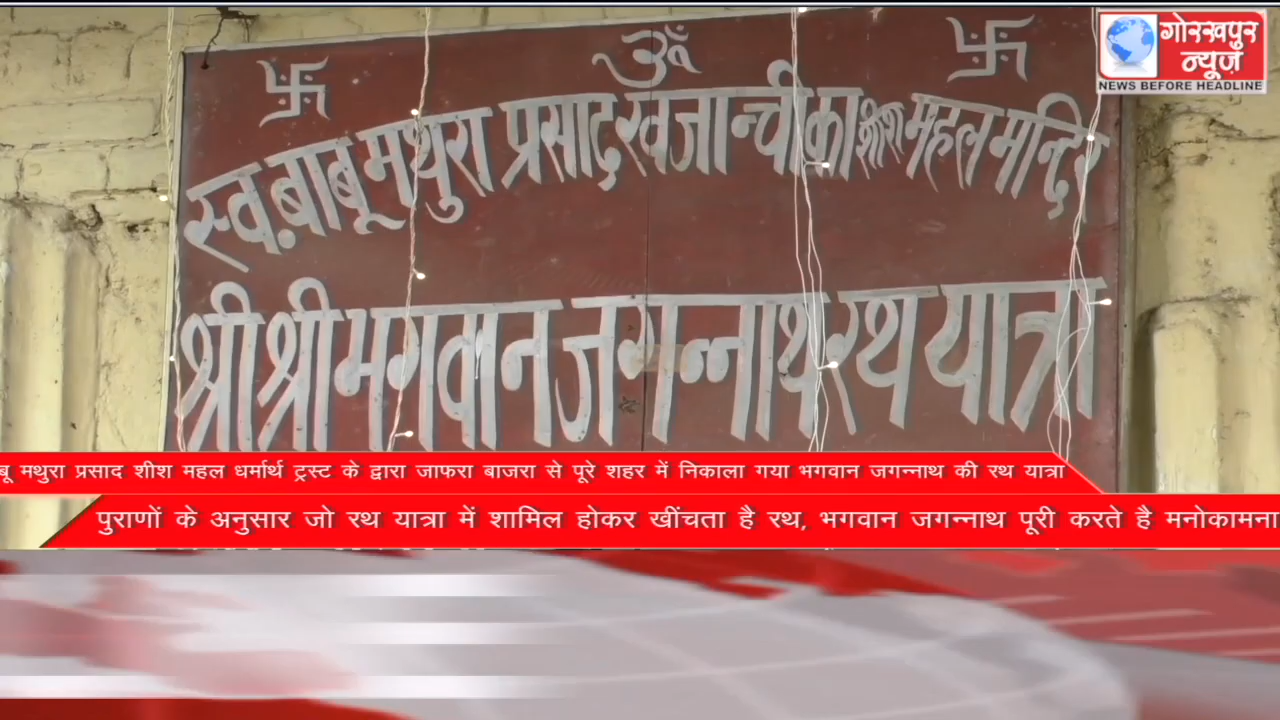 ॐ
स्व. बाबू मथुरा प्रसाद खजान्ची का शीश महल मन्दिर
श्री श्री भगवान जगन्नाथ रथ यात्रा
गोरखपुर
न्यूज़
NEWS BEFORE HEADLINE
बू मथुरा प्रसाद शीश महल धर्मार्थ ट्रस्ट के द्वारा जाफरा बाजरा से पूरे शहर में निकाला गया भगवान जगन्नाथ की रथ यात्रा
पुराणों के अनुसार जो रथ यात्रा में शामिल होकर खींचता है रथ, भगवान जगन्नाथ पूरी करते है मनोकामना